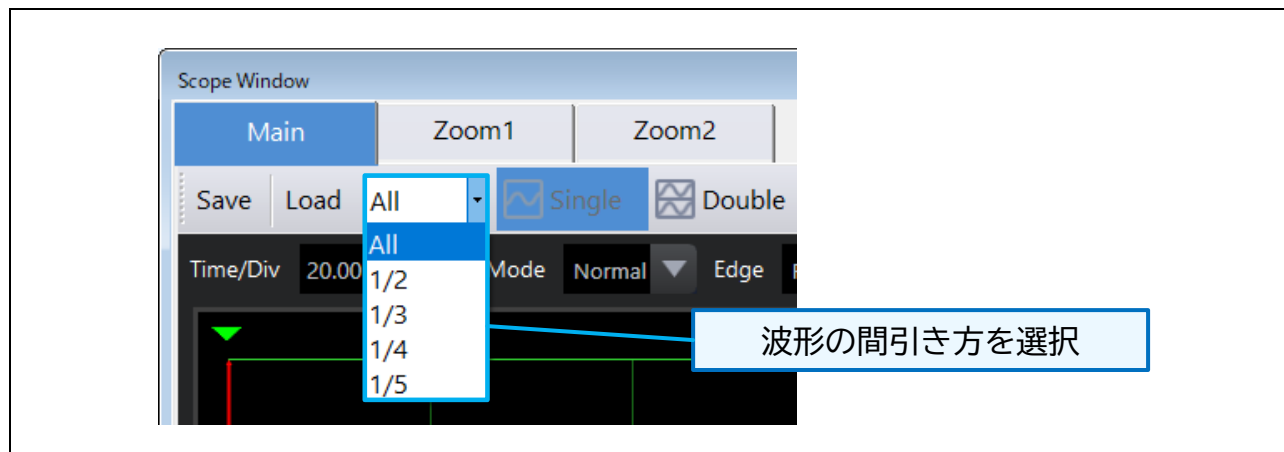 Scope Window
Main Zoom1 Zoom2
Save Load All Single Double
All
Time/Div 20.00 Mode Normal Edge
1/2
1/3
1/4
1/5
波形の間引き方を選択